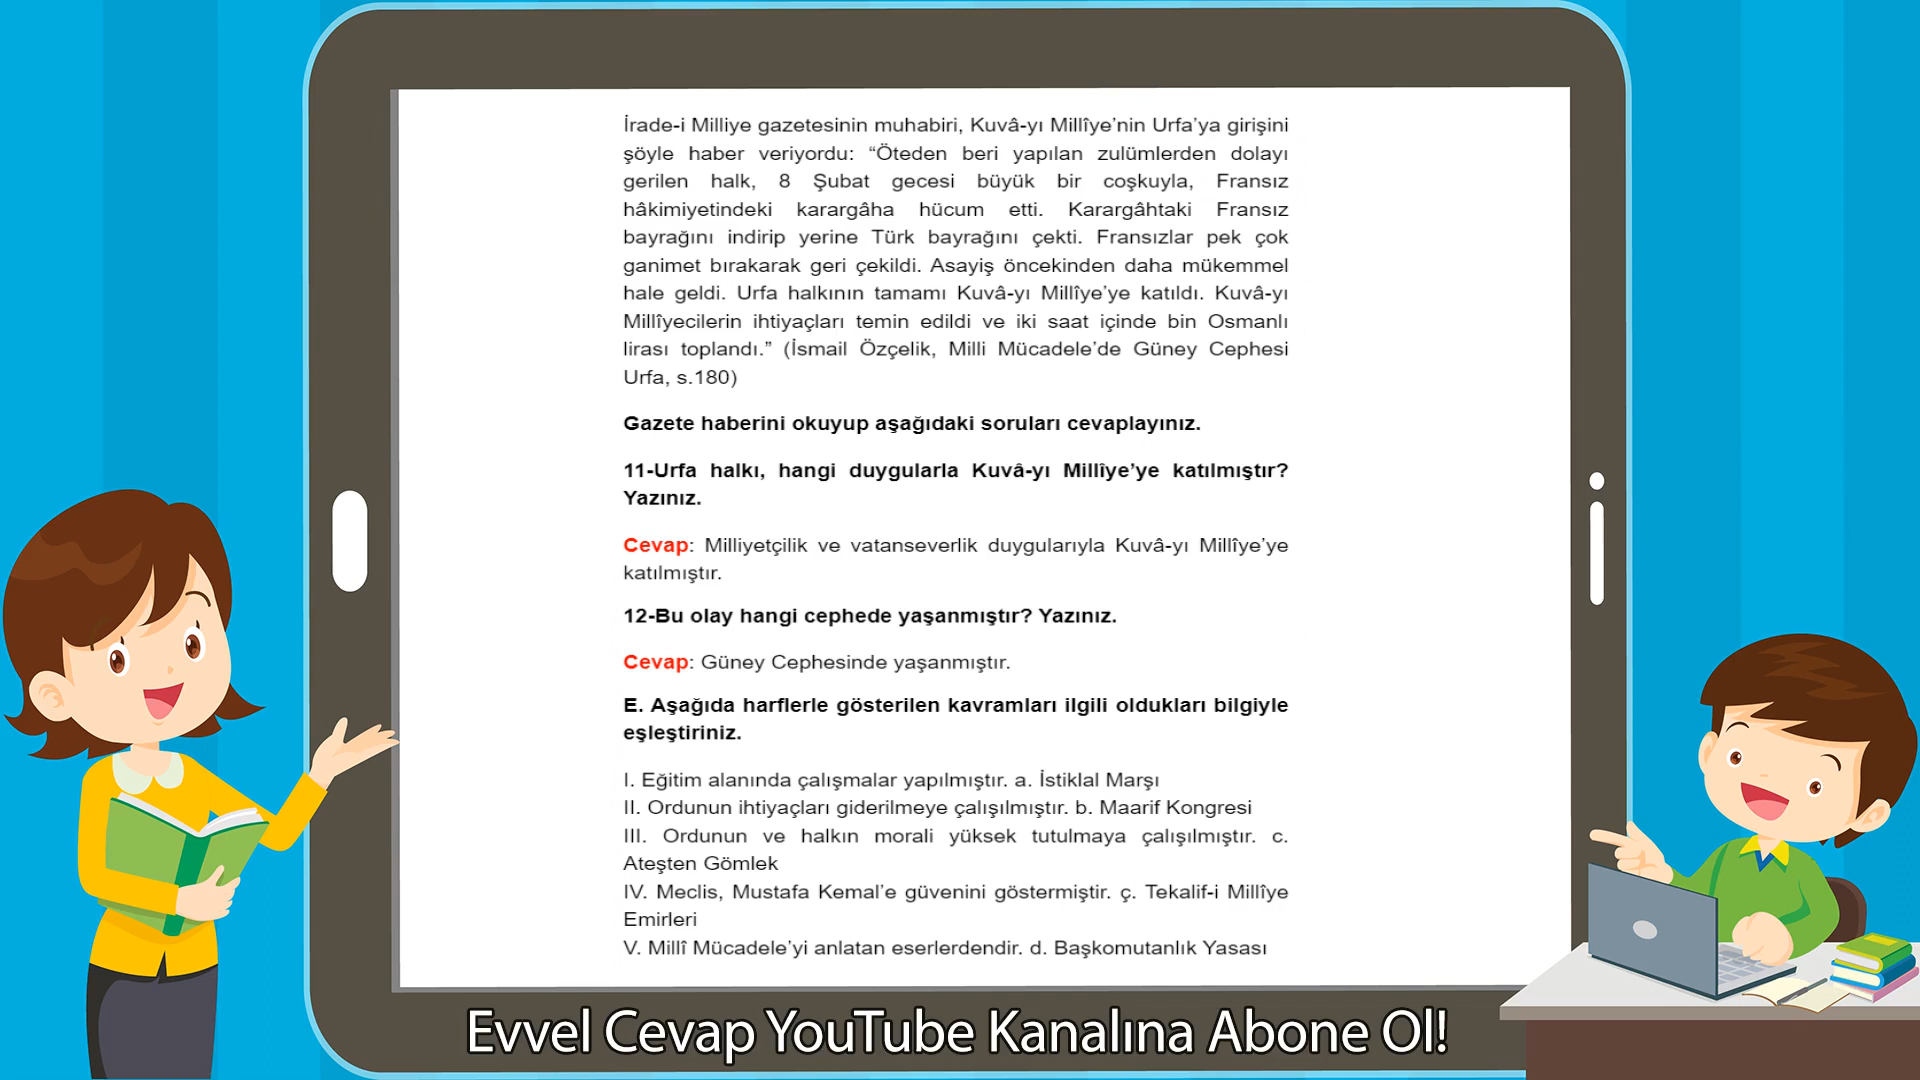 İrade-i Milliye gazetesinin muhabiri, Kuvâ-yı Millîye’nin Urfa’ya girişini
şöyle haber veriyordu: “Öteden beri yapılan zulümlerden dolayı
gerilen halk, 8 Şubat gecesi büyük bir coşkuyla, Fransız
hâkimiyetindeki karargâha hücum etti. Karargâhtaki Fransız
bayrağını indirip yerine Türk bayrağını çekti. Fransızlar pek çok
ganimet bırakarak geri çekildi. Asayiş öncekinden daha mükemmel
hale geldi. Urfa halkının tamamı Kuvâ-yı Millîye’ye katıldı. Kuvâ-yı
Millîyecilerin ihtiyaçları temin edildi ve iki saat içinde bin Osmanlı
lirası toplandı.” (İsmail Özçelik, Milli Mücadele’de Güney Cephesi
Urfa, s.180)
Gazete haberini okuyup aşağıdaki soruları cevaplayınız.
11-Urfa halkı, hangi duygularla Kuvâ-yı Millîye’ye katılmıştır?
Yazınız.
Cevap: Milliyetçilik ve vatanseverlik duygularıyla Kuvâ-yı Millîye’ye
katılmıştır.
12-Bu olay hangi cephede yaşanmıştır? Yazınız.
Cevap: Güney Cephesinde yaşanmıştır.
E. Aşağıda harflerle gösterilen kavramları ilgili oldukları bilgiyle
eşleştiriniz.
I. Eğitim alanında çalışmalar yapılmıştır. a. İstiklal Marşı
II. Ordunun ihtiyaçları giderilmeye çalışılmıştır. b. Maarif Kongresi
III. Ordunun ve halkın morali yüksek tutulmaya çalışılmıştır. c.
Ateşten Gömlek
IV. Meclis, Mustafa Kemal’e güvenini göstermiştir. ç. Tekalif-i Millîye
Emirleri
V. Millî Mücadele’yi anlatan eserlerdendir. d. Başkomutanlık Yasası
Evvel Cevap YouTube Kanalına Abone Ol!